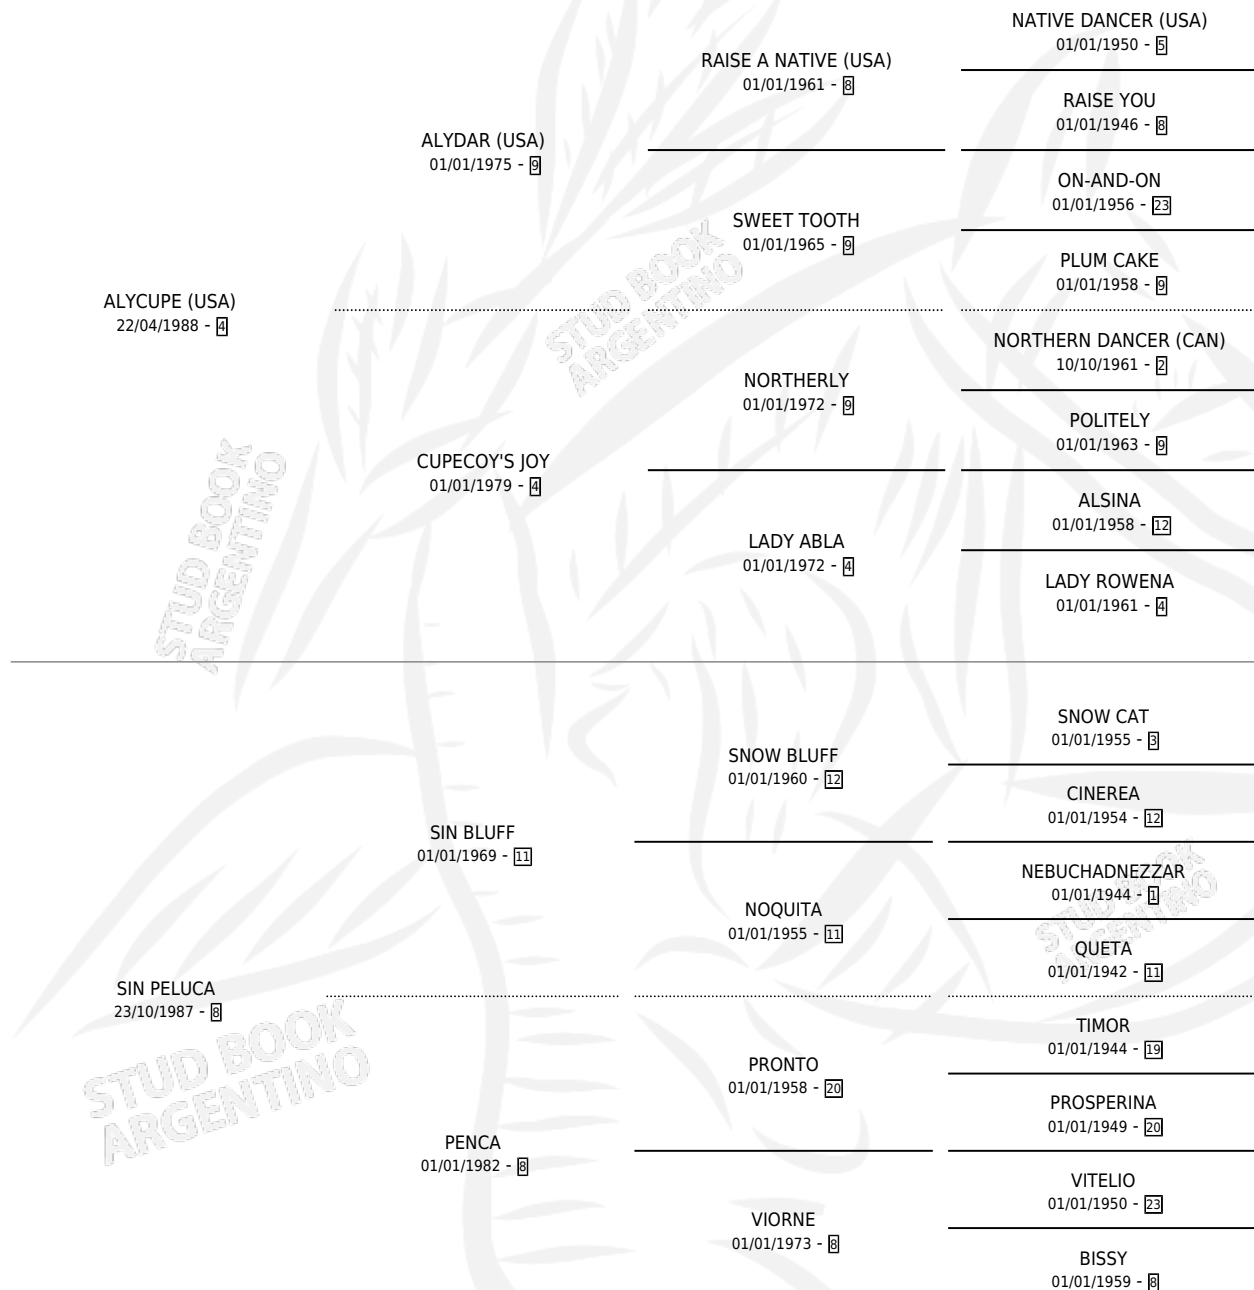 NATIVE DANCER (USA)
01/01/1950 - 5
RAISE A NATIVE (USA)
01/01/1961 - 8
RAISE YOU
01/01/1946 - 8
ALYDAR (USA)
01/01/1975 - 9
ON-AND-ON
01/01/1956 - 23
SWEET TOOTH
01/01/1965 - 9
PLUM CAKE
01/01/1958 - 9
ALYCUPE (USA)
22/04/1988 - 4
NORTHERN DANCER (CAN)
10/10/1961 - 2
NORTHERLY
01/01/1972 - 9
POLITELY
01/01/1963 - 9
CUPECOY'S JOY
01/01/1979 - 4
ALSINA
01/01/1958 - 12
LADY ABLA
01/01/1972 - 4
LADY ROWENA
01/01/1961 - 4
SNOW CAT
01/01/1955 - 3
SNOW BLUFF
01/01/1960 - 12
CINEREA
01/01/1954 - 12
SIN BLUFF
01/01/1969 - 11
NEBUCHADNEZZAR
01/01/1944 - 1
NOQUITA
01/01/1955 - 11
QUETA
01/01/1942 - 11
SIN PELUCA
23/10/1987 - 8
TIMOR
01/01/1944 - 19
PRONTO
01/01/1958 - 20
PROSPERINA
01/01/1949 - 20
PENCA
01/01/1982 - 8
VITELIO
01/01/1950 - 23
VIORNE
01/01/1973 - 8
BISSY
01/01/1959 - 8
STUD BOOK
ARGENTINO
STUD BOOK
ARGENTINO
STUD BOOK
ARGENTINO
STUD BOOK
ARGENTINO